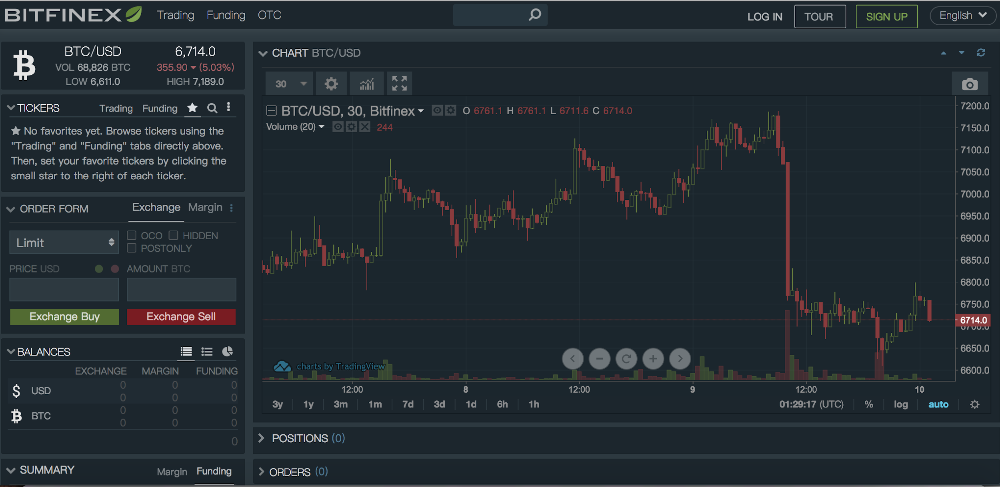 BITFINEX Trading Funding OTC LOG IN TOUR SIGN UP English
BTC/USD 6,714.0
VOL 68,826 BTC 355.90 (5.03%)
LOW 6,611.0 HIGH 7,189.0
TICKERS Trading Funding
No favorites yet. Browse tickers using the
"Trading" and "Funding" tabs directly above.
Then, set your favorite tickers by clicking the
small star to the right of each ticker.
ORDER FORM Exchange Margin
Limit OCO HIDDEN
POSTONLY
PRICE USD AMOUNT BTC
Exchange Buy Exchange Sell
BALANCES
EXCHANGE MARGIN FUNDING
0 0 0
$ USD
0 0 0
0 0 0
BTC
0 0 0
0
SUMMARY Margin Funding
CHART BTC/USD
30
BTC/USD, 30, Bitfinex O 6761.1 H 6761.1 L 6711.6 C 6714.0
Volume (20) 244
7200.0
7150.0
7100.0
7050.0
7000.0
6950.0
6900.0
6850.0
6800.0
6750.0
6714.0
6700.0
6650.0
6600.0
charts by TradingView
12:00 8 12:00 9 12:00 10
3y 1y 3m 1m 7d 3d 1d 6h 1h 01:29:17 (UTC) % log auto
POSITIONS (0)
ORDERS (0)